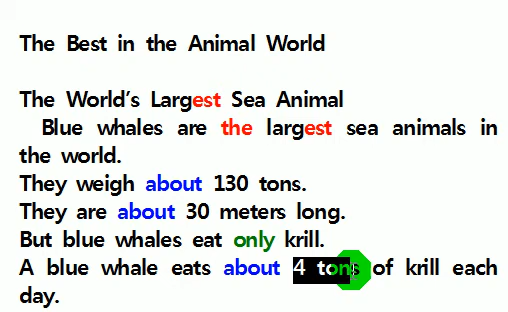 The Best in the Animal World
The World's Largest Sea Animal
Blue whales are the largest sea animals in
the world.
They weigh about 130 tons.
They are about 30 meters long.
But blue whales eat only krill.
A blue whale eats about 4 tons of krill each
day.